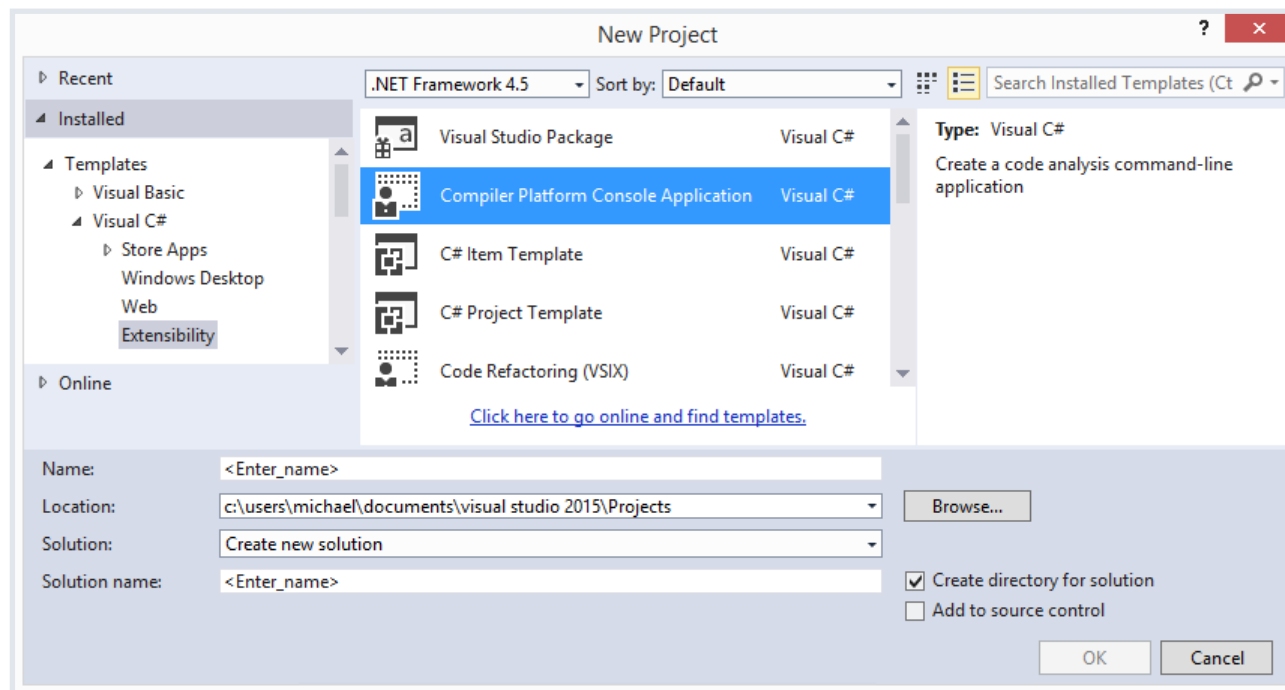 New Project
?
Recent
Installed
Templates
Visual Basic
Visual C#
Store Apps
Windows Desktop
Web
Extensibility
Online
.NET Framework 4.5
Sort by:
Default
Search Installed Templates (Ct
Visual Studio Package Visual C#
Compiler Platform Console Application Visual C#
C# Item Template Visual C#
C# Project Template Visual C#
Code Refactoring (VSIX) Visual C#
Click here to go online and find templates.
Type: Visual C#
Create a code analysis command-line
application
Name: <Enter_name>
Location: c:\users\michael\documents\visual studio 2015\Projects
Browse...
Solution: Create new solution
Solution name: <Enter_name>
Create directory for solution
Add to source control
OK
Cancel